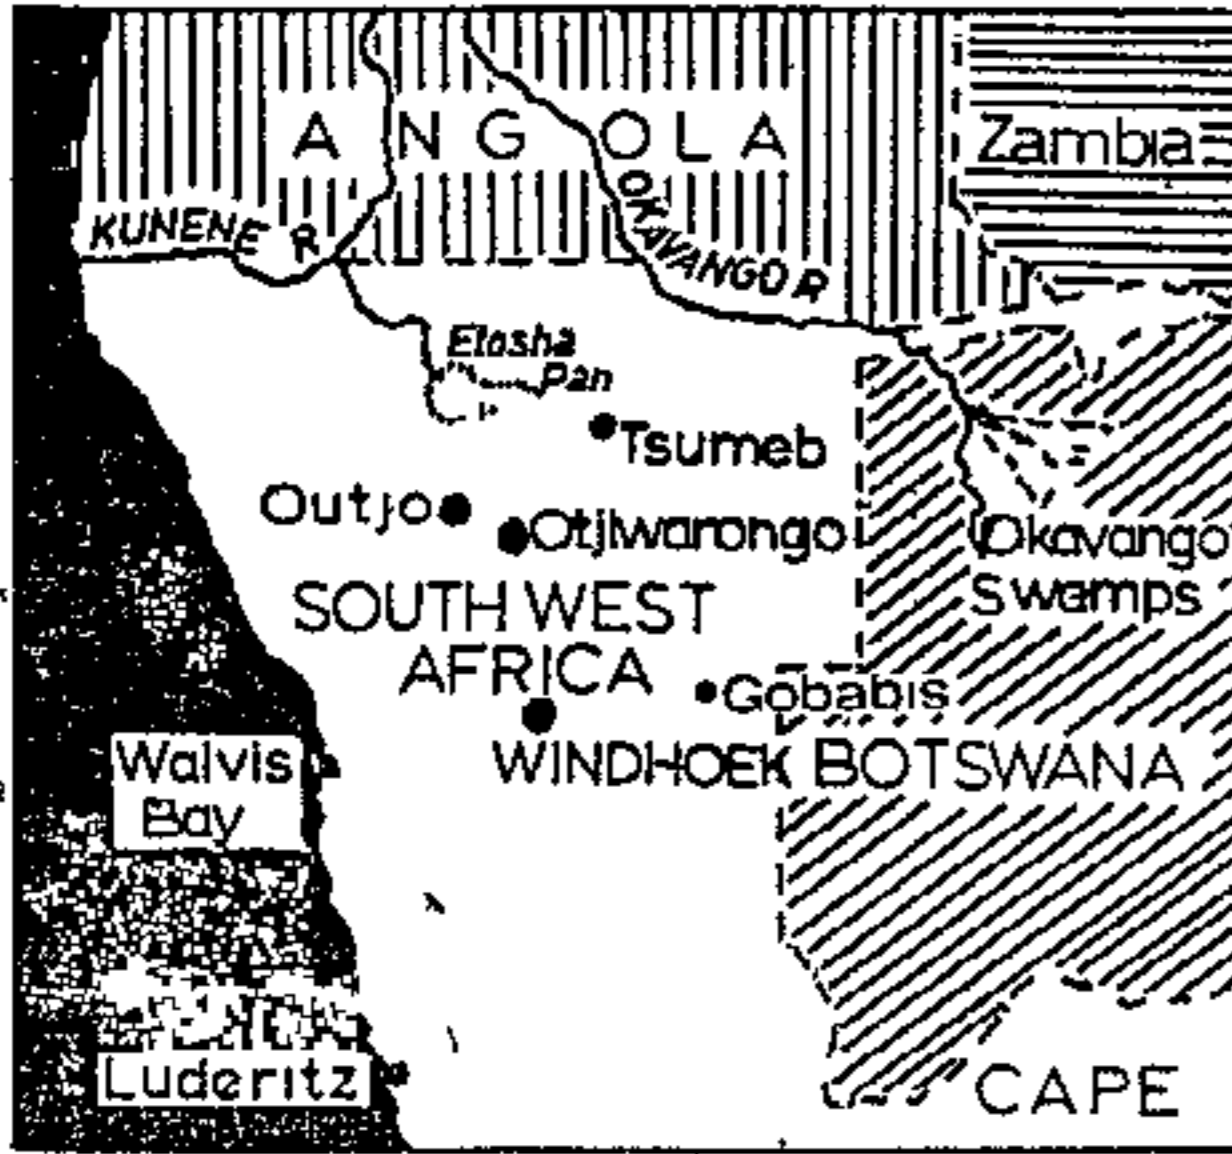 ANGOLA
Zambia
KUNENE R
OKAVANGO R
Etosha
Pan
Tsumeb
Outjo
Otjiwarongo
Okavango
Swamps
SOUTH WEST
AFRICA
Gobabis
WINDHOEK
BOTSWANA
Walvis
Bay
Luderitz
CAPE